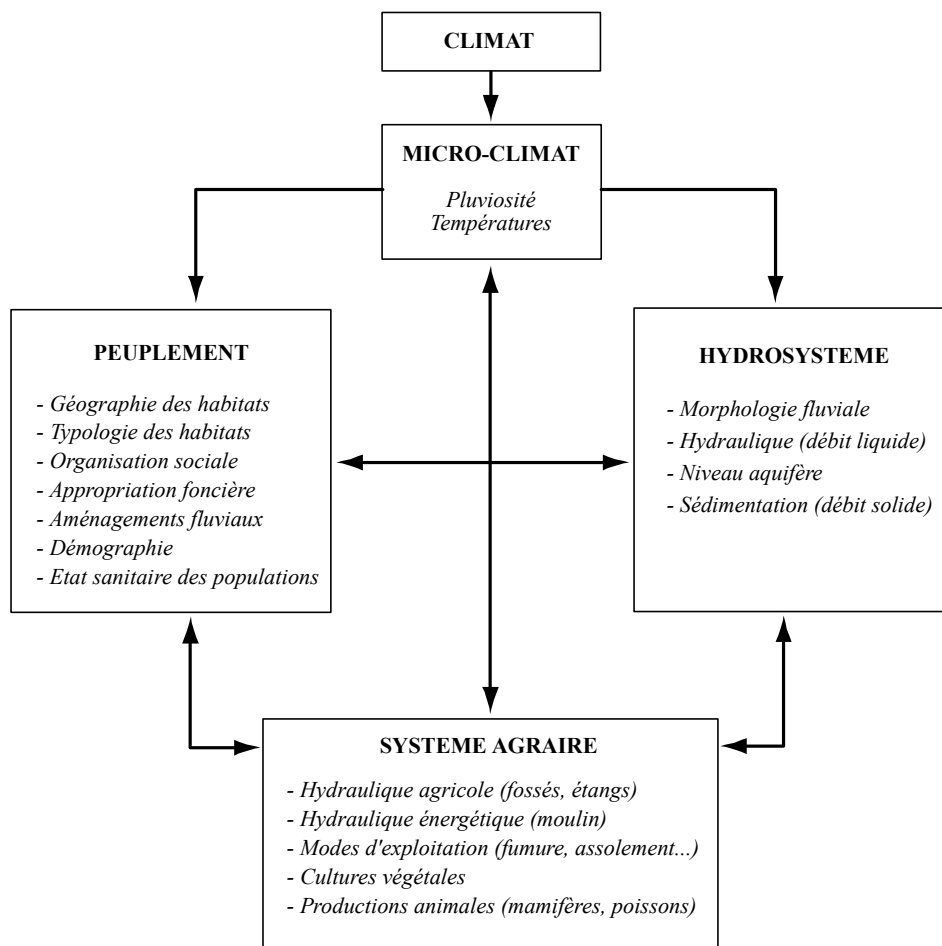 CLIMAT
MICRO-CLIMAT
Pluviosité
Températures
PEUPLEMENT
- Géographie des habitats
- Typologie des habitats
- Organisation sociale
- Appropriation foncière
- Aménagements fluviaux
- Démographie
- Etat sanitaire des populations
HYDROSYSTEME
- Morphologie fluviale
- Hydraulique (débit liquide)
- Niveau aquifère
- Sédimentation (débit solide)
SYSTEME AGRAIRE
- Hydraulique agricole (fossés, étangs)
- Hydraulique énergétique (moulin)
- Modes d'exploitation (fumure, assolement...)
- Cultures végétales
- Productions animales (mamifères, poissons)